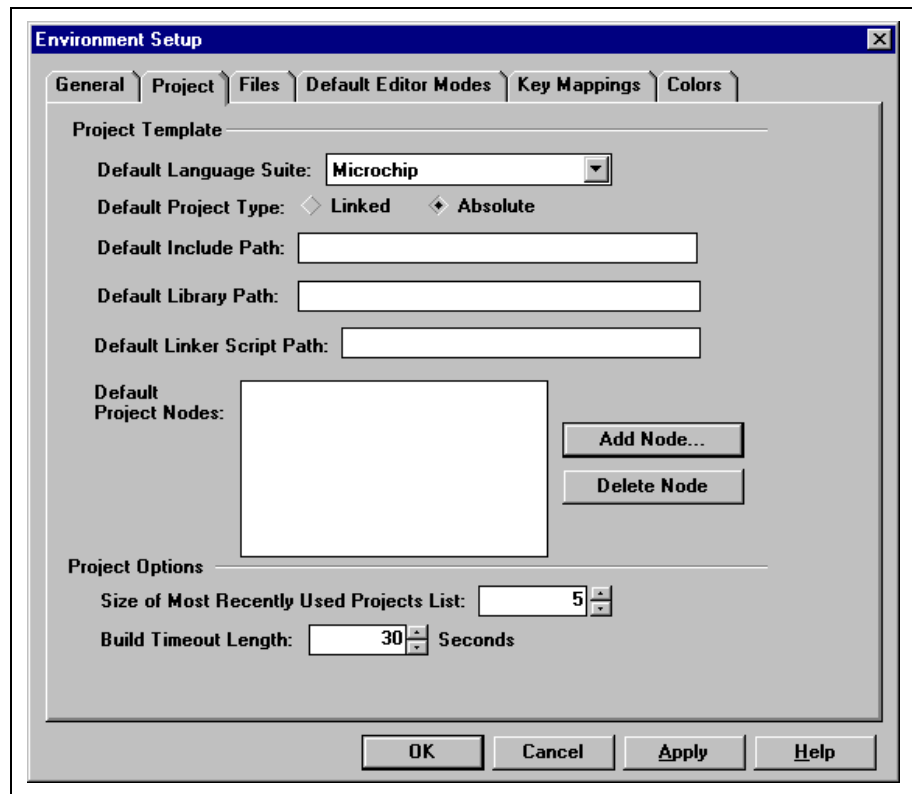 Environment Setup
General Project Files Default Editor Modes Key Mappings Colors
Project Template
Default Language Suite: Microchip
Default Project Type: Linked Absolute
Default Include Path:
Default Library Path:
Default Linker Script Path:
Default
Project Nodes:
Add Node...
Delete Node
Project Options
Size of Most Recently Used Projects List: 5
Build Timeout Length: 30 Seconds
OK Cancel Apply Help